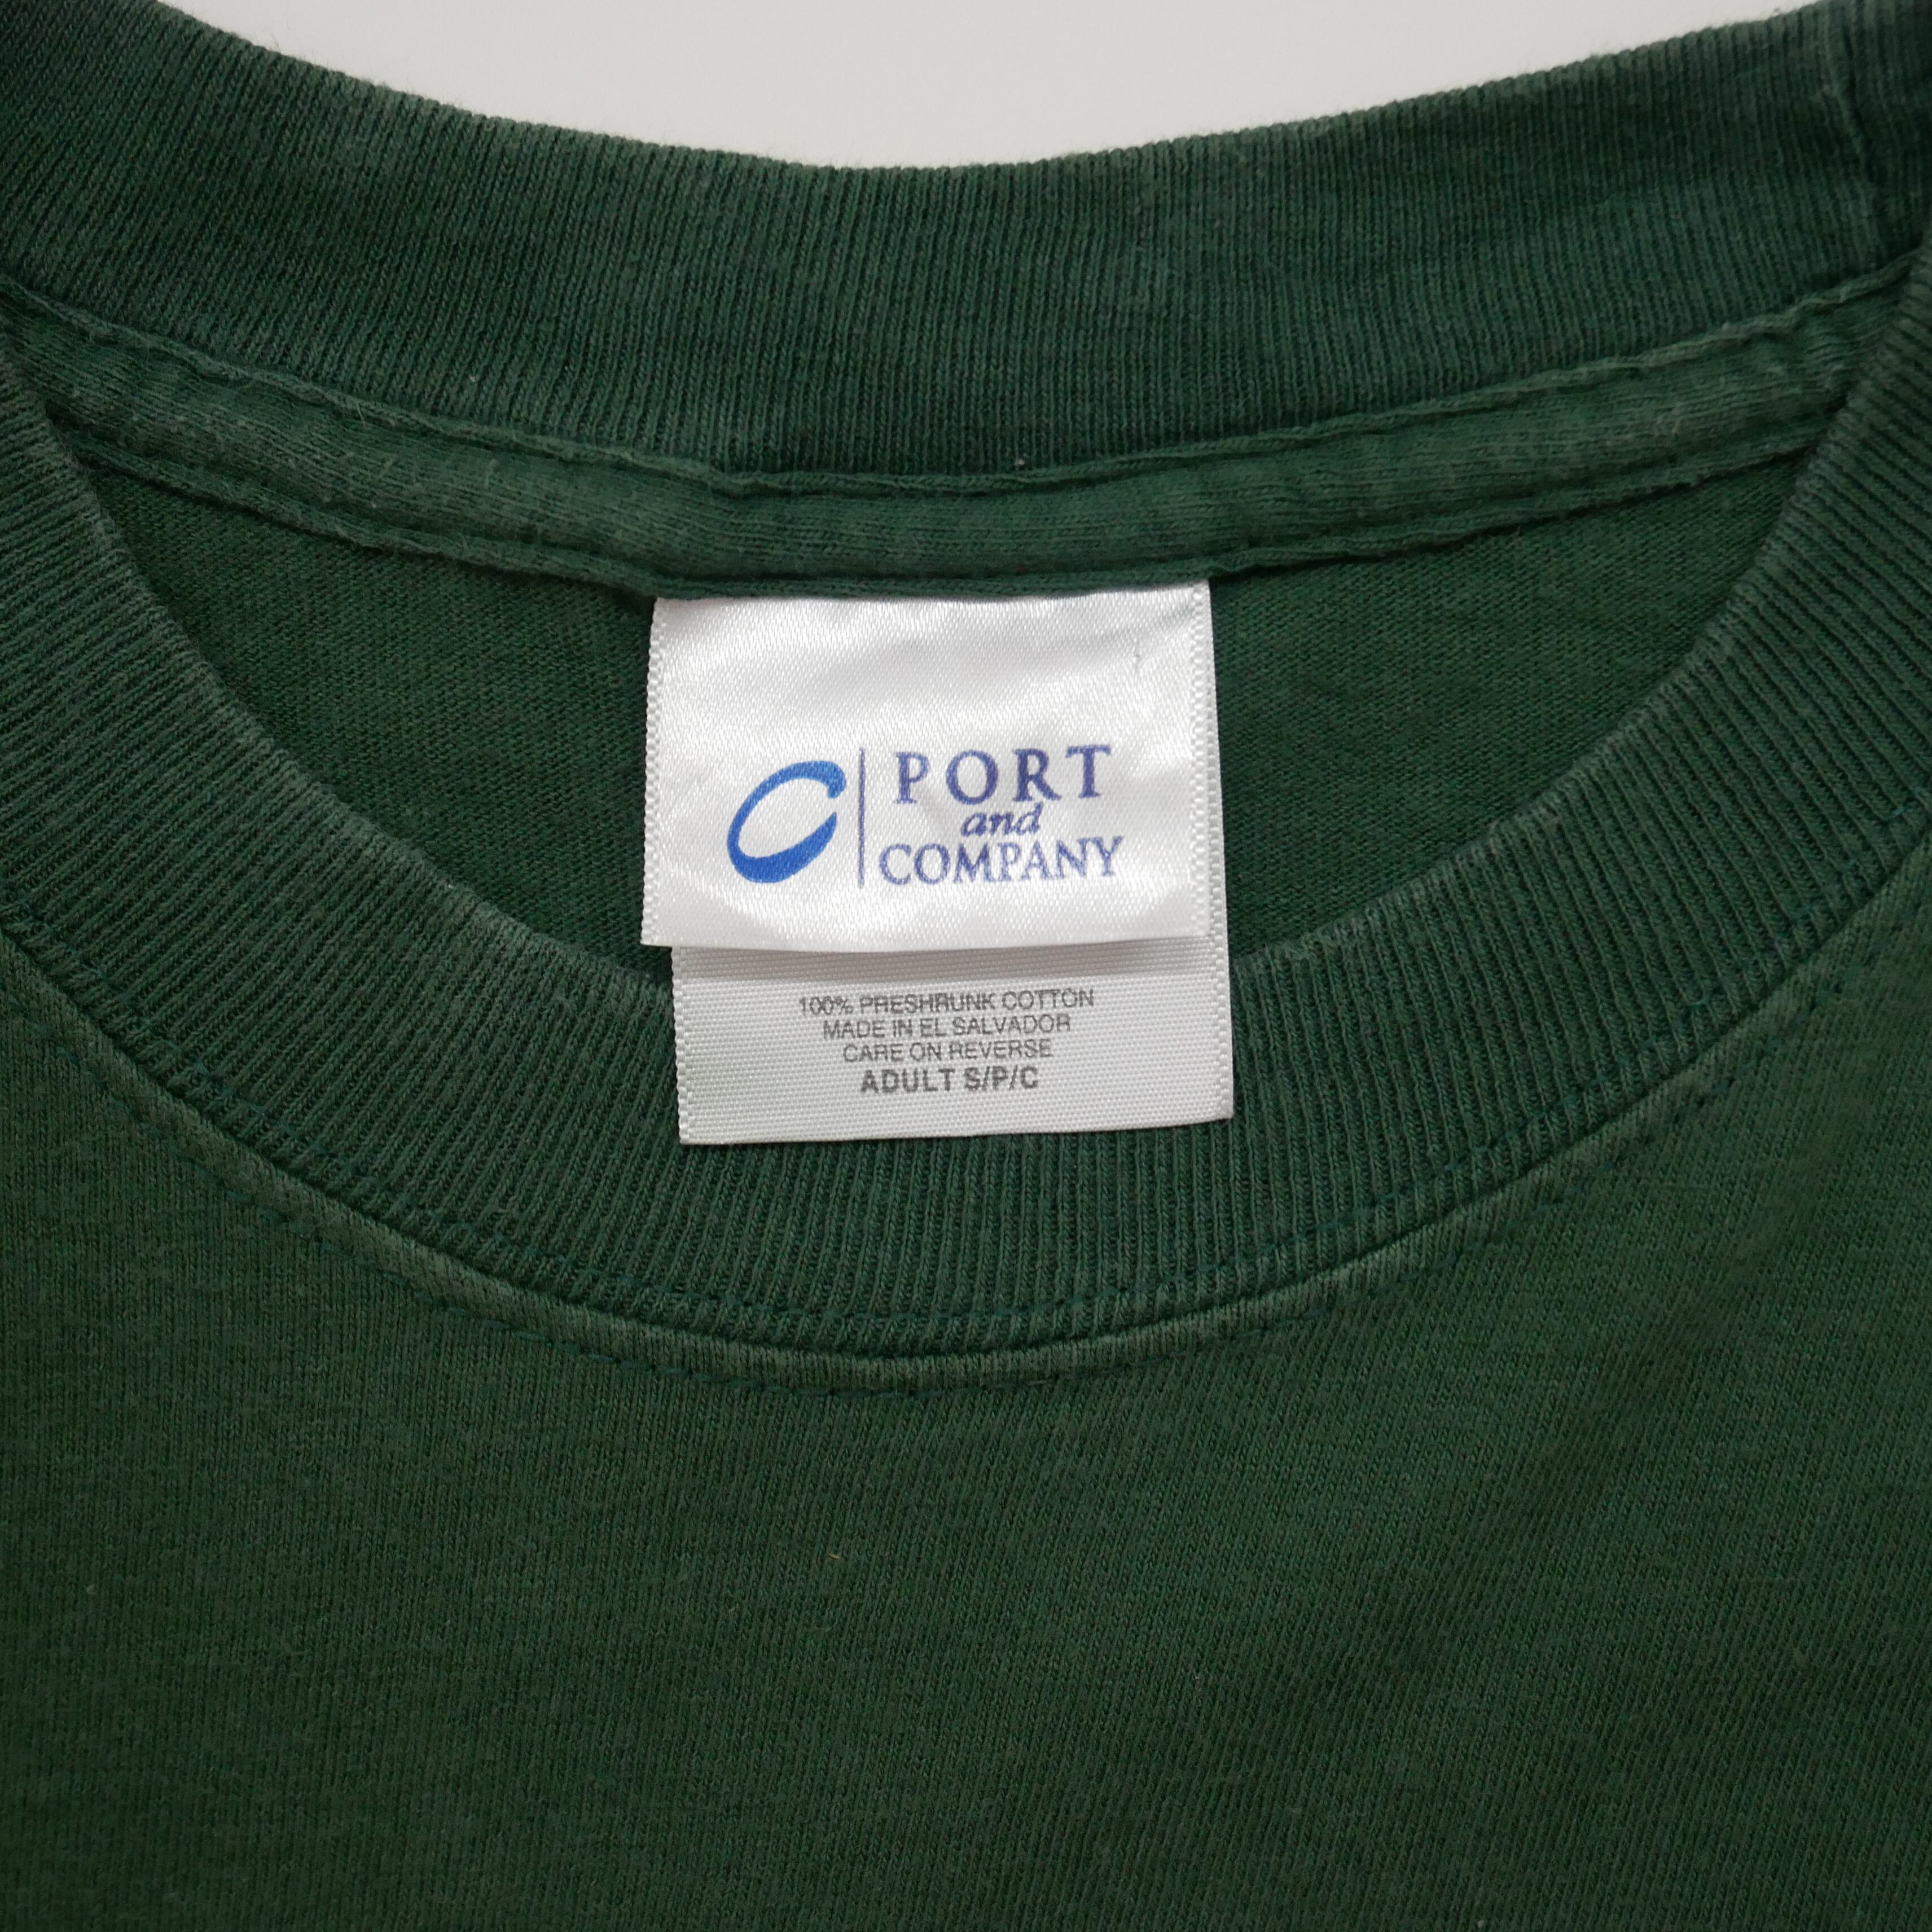 PORT
and
COMPANY
100% PRESHRUNK COTTON
MADE IN EL SALVADOR
CARE ON REVERSE
ADULT S/P/C